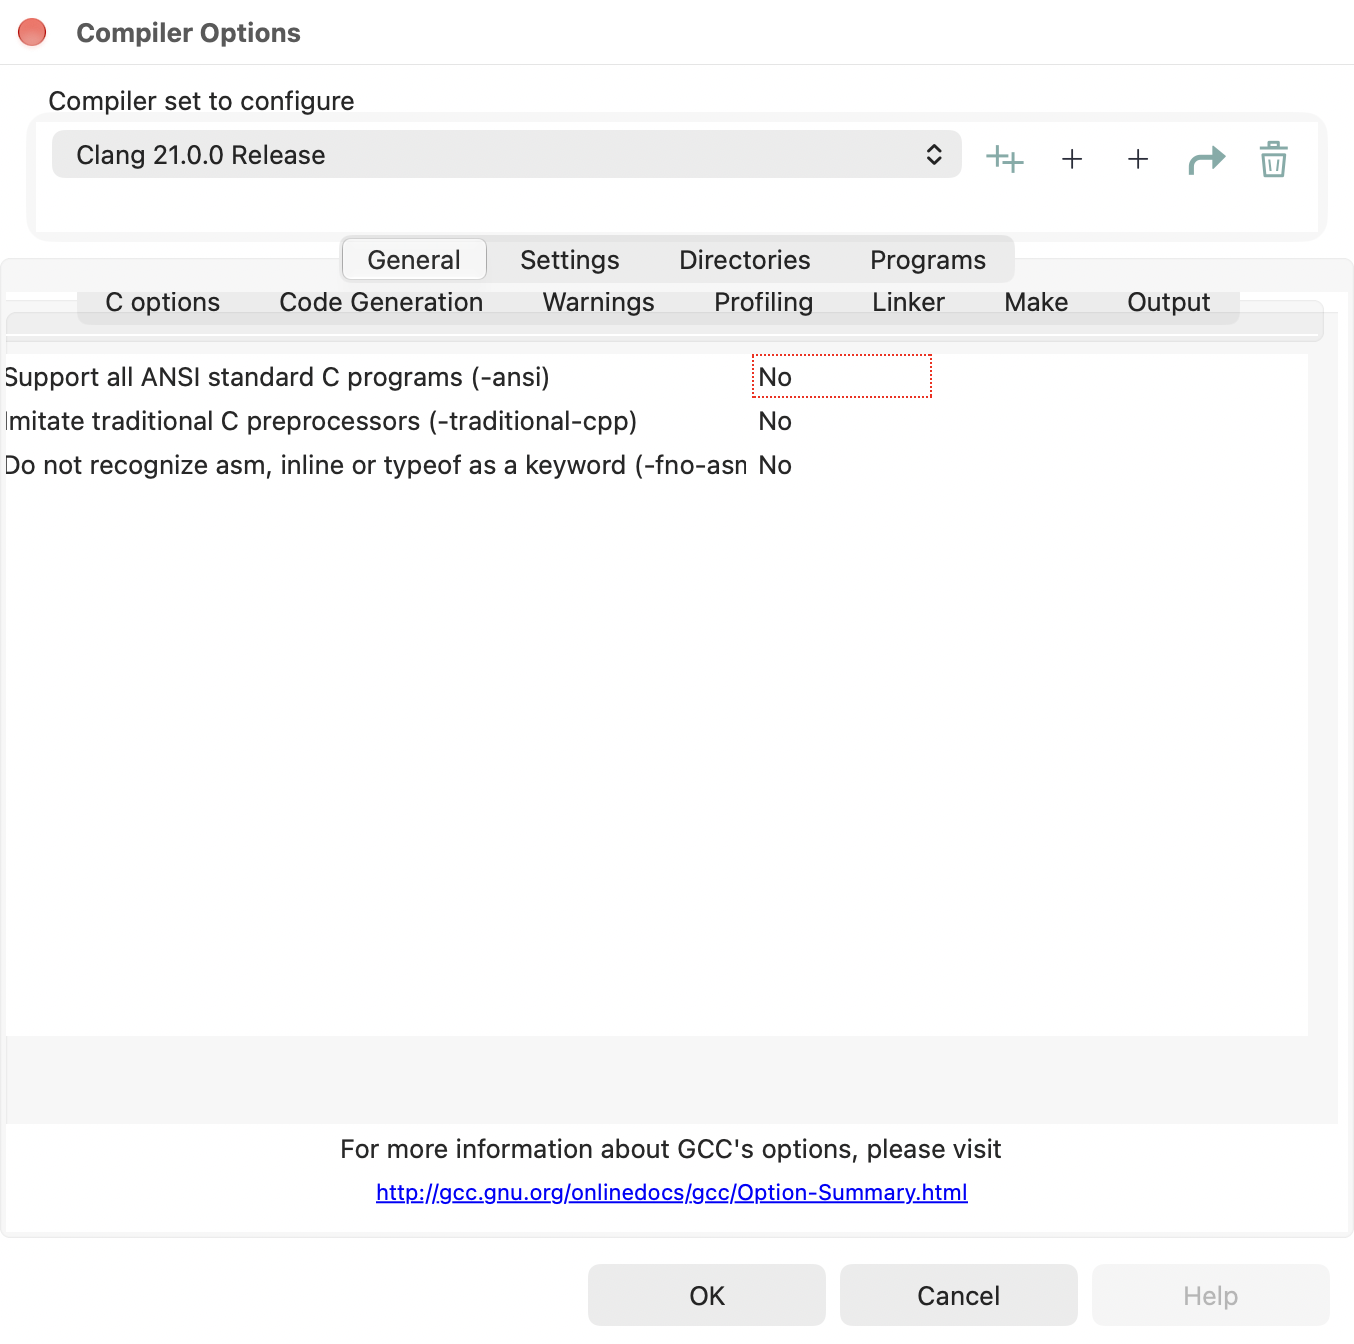 Compiler Options
Compiler set to configure
Clang 21.0.0 Release
General Settings Directories Programs
C options Code Generation Warnings Profiling Linker Make Output
Support all ANSI standard C programs (-ansi) No
Imitate traditional C preprocessors (-traditional-cpp) No
Do not recognize asm, inline or typeof as a keyword (-fno-asn No
For more information about GCC's options, please visit
http://gcc.gnu.org/onlinedocs/gcc/Option-Summary.html
OK Cancel Help